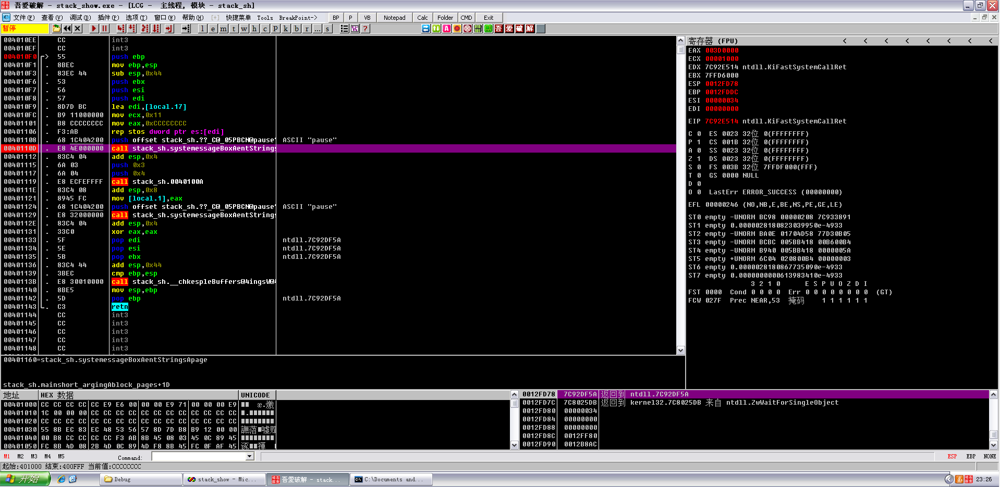 吾爱破解 - stack_show.exe - [LCG -  主线程, 模块 - stack_sh]
文件(F) 查看(V) 调试(D) 插件(P) 选项(T) 窗口(W) 帮助(H) [+] 快捷菜单 Tools BreakPoint-> BP P VB Notepad Calc Folder CMD Exit
暂停 l e m t w h c p k b r ... s ? 吾 爱 破 解
004010EE CC int3
004010EF CC int3
004010F0 > 55 push ebp
004010F1 . 8BEC mov ebp,esp
004010F3 . 83EC 44 sub esp,0x44
004010F6 . 53 push ebx
004010F7 . 56 push esi
004010F8 . 57 push edi
004010F9 . 8D7D BC lea edi,[local.17]
004010FC . B9 11000000 mov ecx,0x11
00401101 . B8 CCCCCCCC mov eax,0xCCCCCCCC
00401106 . F3:AB rep stos dword ptr es:[edi]
00401108 . 68 1C404200 push offset stack_sh.??_C@_05PBCN@pause ASCII "pause"
0040110D . E8 4E000000 call stack_sh.systemessageBoxAentStrings
00401112 . 83C4 04 add esp,0x4
00401115 . 6A 03 push 0x3
00401117 . 6A 04 push 0x4
00401119 . E8 ECFEFFFF call stack_sh.0040100A
0040111E . 83C4 08 add esp,0x8
00401121 . 8945 FC mov [local.1],eax
00401124 . 68 1C404200 push offset stack_sh.??_C@_05PBCN@pause ASCII "pause"
00401129 . E8 32000000 call stack_sh.systemessageBoxAentStrings
0040112E . 83C4 04 add esp,0x4
00401131 . 33C0 xor eax,eax
00401133 . 5F pop edi ntdll.7C92DF5A
00401134 . 5E pop esi ntdll.7C92DF5A
00401135 . 5B pop ebx ntdll.7C92DF5A
00401136 . 83C4 44 add esp,0x44
00401139 . 3BEC cmp ebp,esp
0040113B . E8 30010000 call stack_sh.__chkespleBuffers@4ingsW@4
00401140 . 8BE5 mov esp,ebp
00401142 . 5D pop ebp ntdll.7C92DF5A
00401143 . C3 retn
00401144 CC int3
00401145 CC int3
00401146 CC int3
00401147 CC int3
00401148 CC int3
00401160=stack_sh.systemessageBoxAentStringsApage
stack_sh.mainshort_argingAblock_pages+1D
寄存器 (FPU) < < < < < < < <
EAX 003D0000
ECX 00001000
EDX 7C92E514 ntdll.KiFastSystemCallRet
EBX 7FFD6000
ESP 0012FD78
EBP 0012FDDC
ESI 00000034
EDI 00000000
EIP 7C92E514 ntdll.KiFastSystemCallRet
C 0 ES 0023 32位 0(FFFFFFFF)
P 1 CS 001B 32位 0(FFFFFFFF)
A 0 SS 0023 32位 0(FFFFFFFF)
Z 1 DS 0023 32位 0(FFFFFFFF)
S 0 FS 003B 32位 7FFDF000(FFF)
T 0 GS 0000 NULL
D 0
O 0 LastErr ERROR_SUCCESS (00000000)
EFL 00000246 (NO,NB,E,BE,NS,PE,GE,LE)
ST0 empty -UNORM BC98 00000208 7C933891
ST1 empty 0.0000028180823039950e-4933
ST2 empty -UNORM BA0E 01704D58 77D30B05
ST3 empty -UNORM BCBC 005BB418 00B600B4
ST4 empty -UNORM B940 005BB418 0000005A
ST5 empty +UNORM 6C04 020800B4 00000003
ST6 empty 0.0000028180867735090e-4933
ST7 empty 0.0000000000613983410e-4933
3 2 1 0 E S P U O Z D I
FST 0000 Cond 0 0 0 0 Err 0 0 0 0 0 0 0 0 (GT)
FCW 027F Prec NEAR,53 掩码 1 1 1 1 1 1
地址 HEX 数据 UNICODE
00401000 CC CC CC CC CC E9 E6 00 00 00 E9 71 00 00 00 E9
00401010 1C 00 00 00 CC CC CC CC CC CC CC CC CC CC CC CC
00401020 CC CC CC CC CC CC CC CC CC CC CC CC CC CC CC CC
00401030 55 8B EC 83 EC 48 53 56 57 8D 7D B8 B9 12 00 00
00401040 00 B8 CC CC CC CC F3 AB 8B 45 08 03 45 0C 89 45
00401050 FC 8B 4D 08 2B 4D 0C 89 4D F8 8B 45 FC 0F AF 45
0012FD78 7C92DF5A 返回到 ntdll.7C92DF5A
0012FD7C 7C8025DB 返回到 kernel32.7C8025DB 来自 ntdll.ZwWaitForSingleObject
0012FD80 00000034
0012FD84 00000000
0012FD88 00000000
0012FD8C 0012FF80
0012FD90 0012B8AC
M1 M2 M3 M4 M5 Command: ESP EBP NONE
起始:401000 结束:400FFF 当前值:CCCCCCCC
开始 Debug stack_show - Mic... 吾愛破解 - stack... C:\Documents and... 23:26